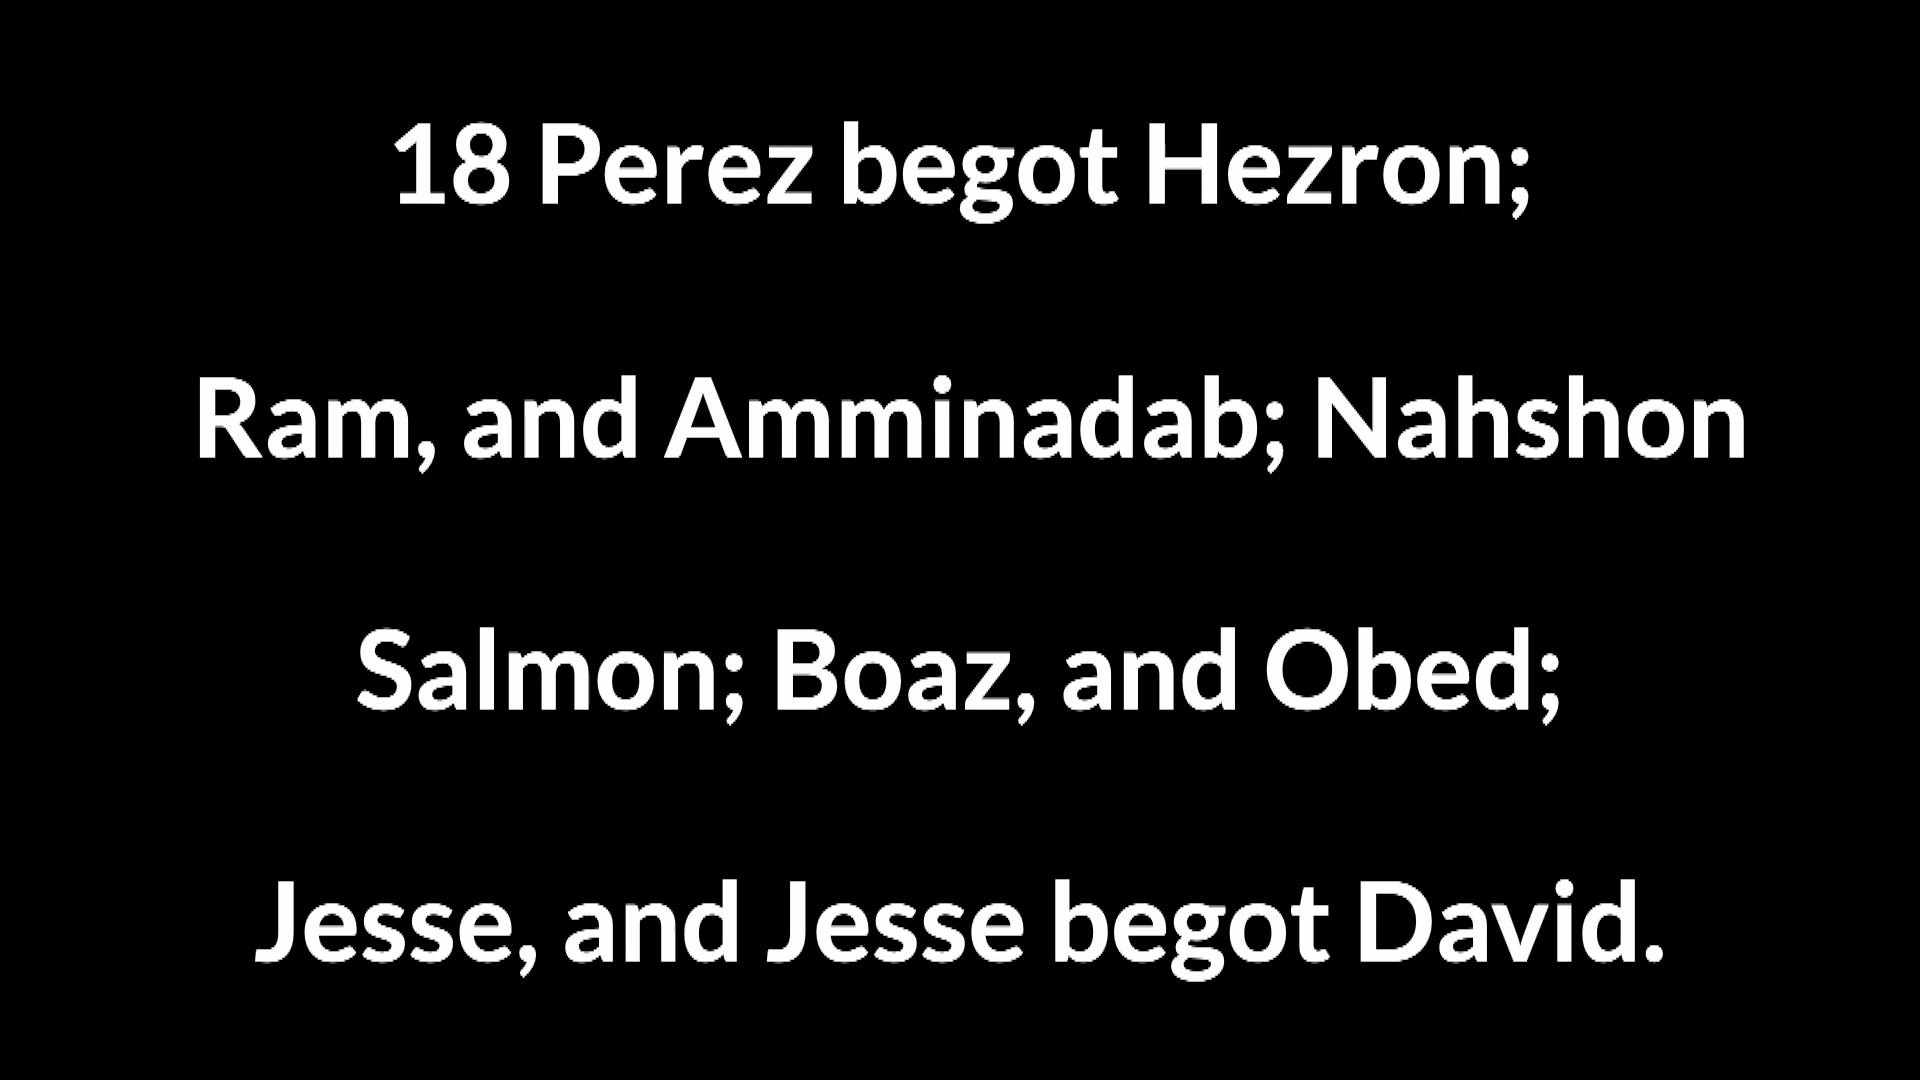 18 Perez begot Hezron;
Ram, and Amminadab; Nahshon
Salmon; Boaz, and Obed;
Jesse, and Jesse begot David.